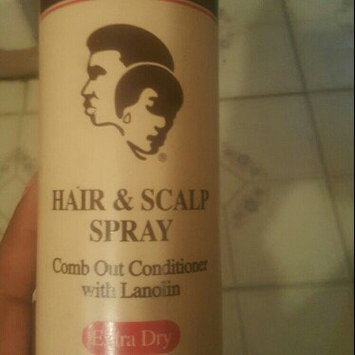 ®
HAIR & SCALP
SPRAY
Comb Out Conditioner
with Lanolin
Extra Dry